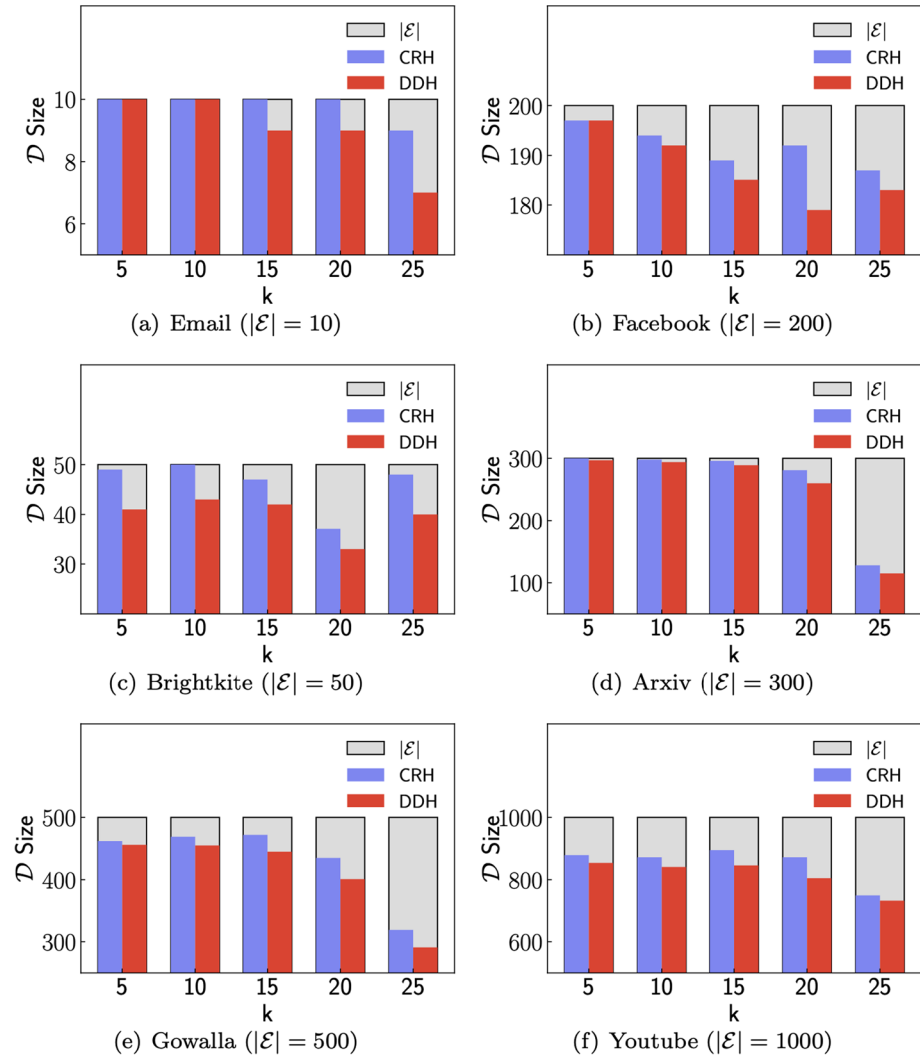 |ℰ|
CRH
DDH
𝒟 Size
10
8
6
5 10 15 20 25
k
(a) Email (|ℰ| = 10)
|ℰ|
CRH
DDH
𝒟 Size
200
190
180
5 10 15 20 25
k
(b) Facebook (|ℰ| = 200)
|ℰ|
CRH
DDH
𝒟 Size
50
40
30
5 10 15 20 25
k
(c) Brightkite (|ℰ| = 50)
|ℰ|
CRH
DDH
𝒟 Size
300
200
100
5 10 15 20 25
k
(d) Arxiv (|ℰ| = 300)
|ℰ|
CRH
DDH
𝒟 Size
500
400
300
5 10 15 20 25
k
(e) Gowalla (|ℰ| = 500)
|ℰ|
CRH
DDH
𝒟 Size
1000
800
600
5 10 15 20 25
k
(f) Youtube (|ℰ| = 1000)